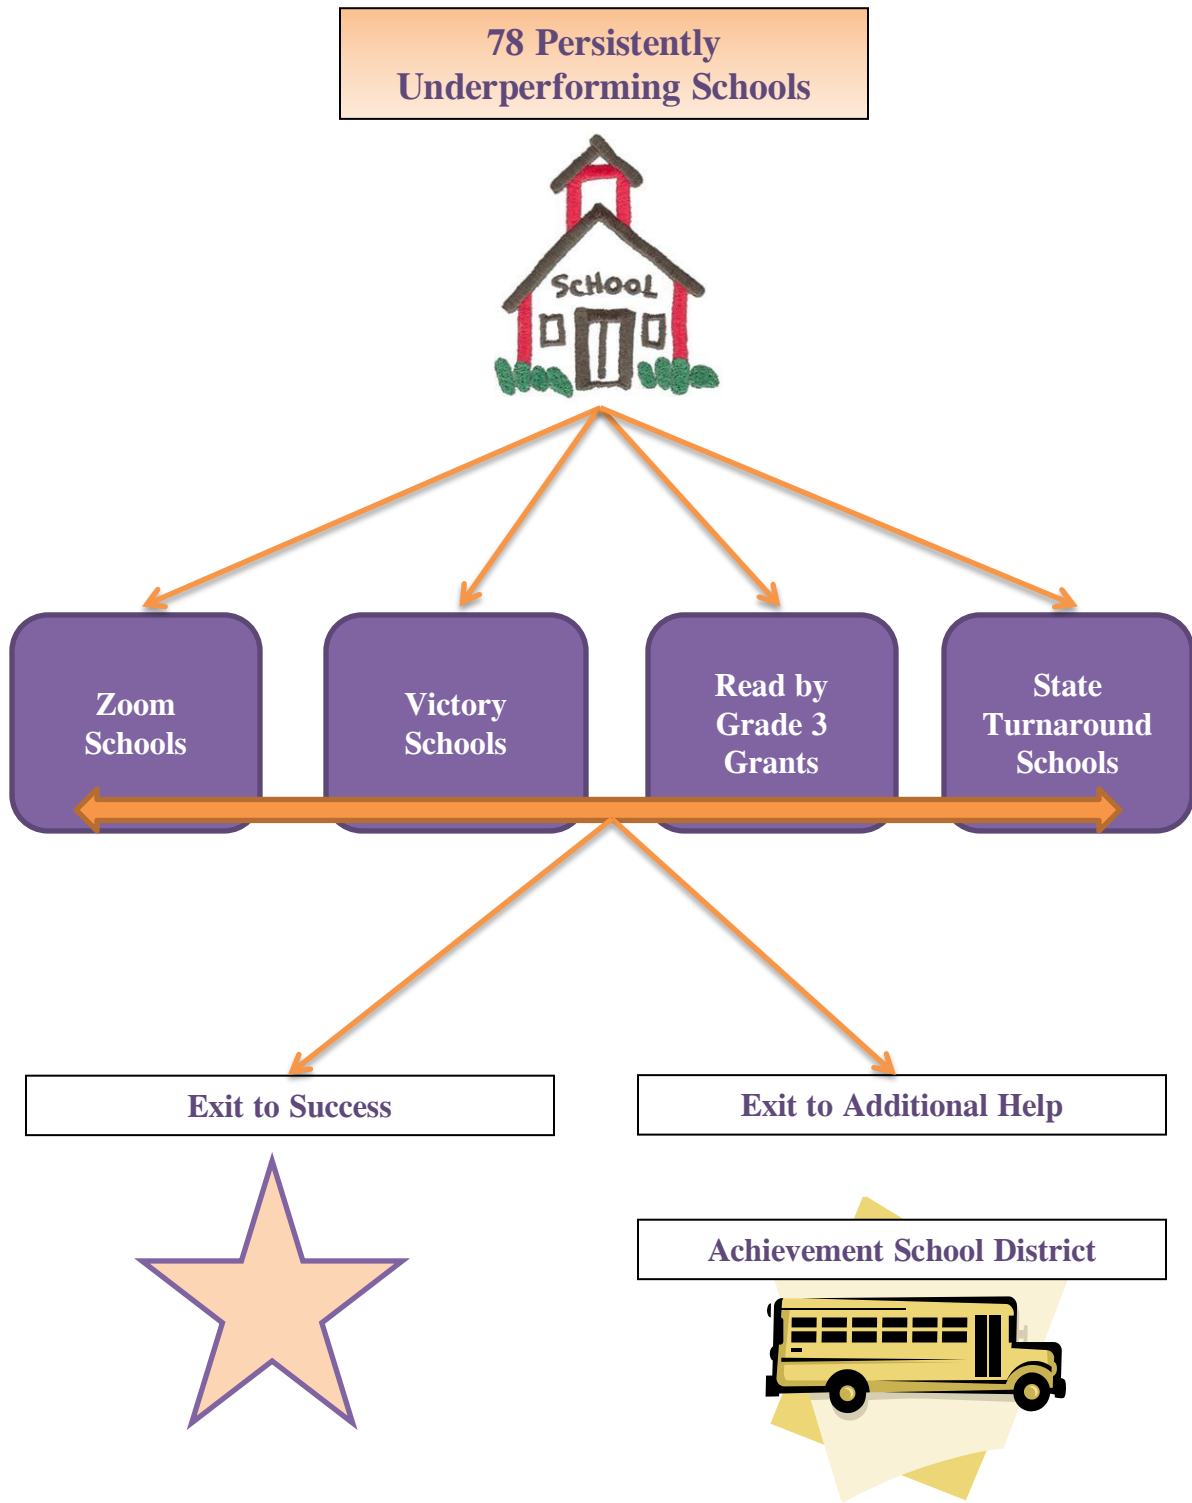 78 Persistently
Underperforming Schools
SCHOOL
Zoom
Schools
Victory
Schools
Read by
Grade 3
Grants
State
Turnaround
Schools
Exit to Success
Exit to Additional Help
Achievement School District